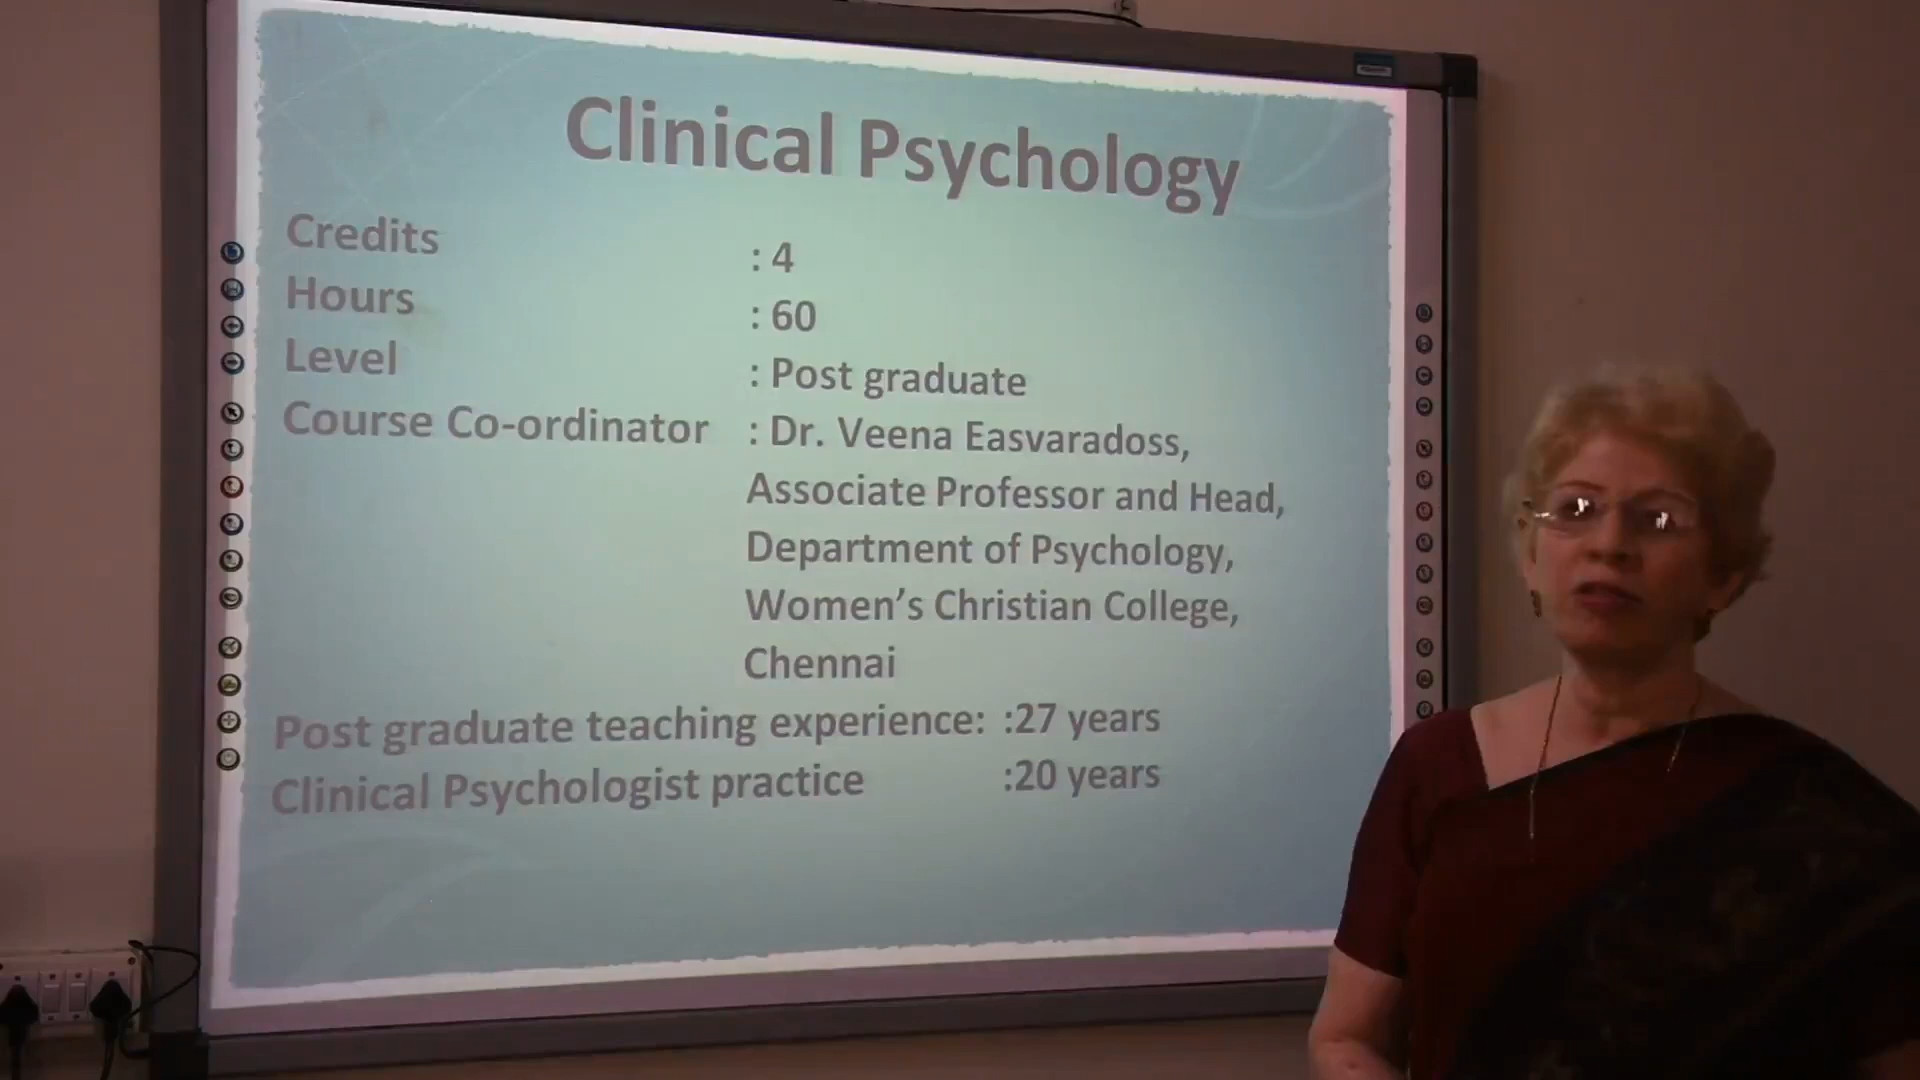 Clinical Psychology
Credits : 4
Hours : 60
Level : Post graduate
Course Co-ordinator : Dr. Veena Easvaradoss,
Associate Professor and Head,
Department of Psychology,
Women's Christian College,
Chennai
Post graduate teaching experience: :27 years
Clinical Psychologist practice :20 years